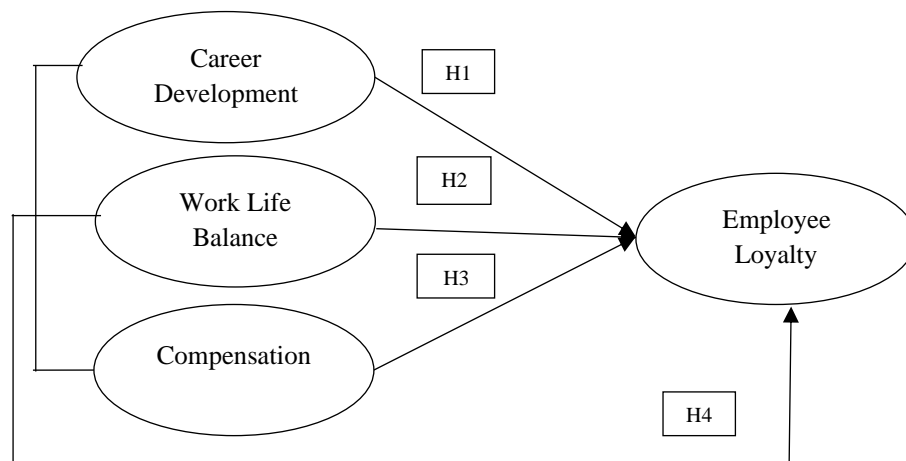 Career
Development
H1
H2
Work Life
Balance
Employee
Loyalty
H3
Compensation
H4